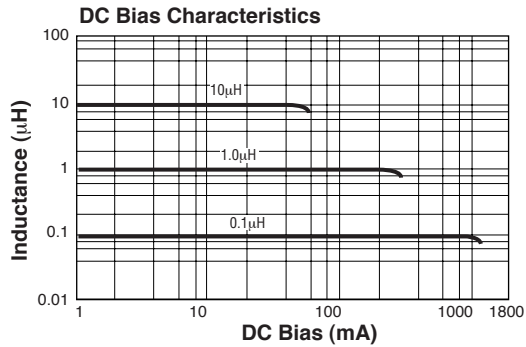 DC Bias Characteristics
100
10
1
0.1
0.01
Inductance (μH)
10μH
1.0μH
0.1μH
1 10 100 1000 1800
DC Bias (mA)